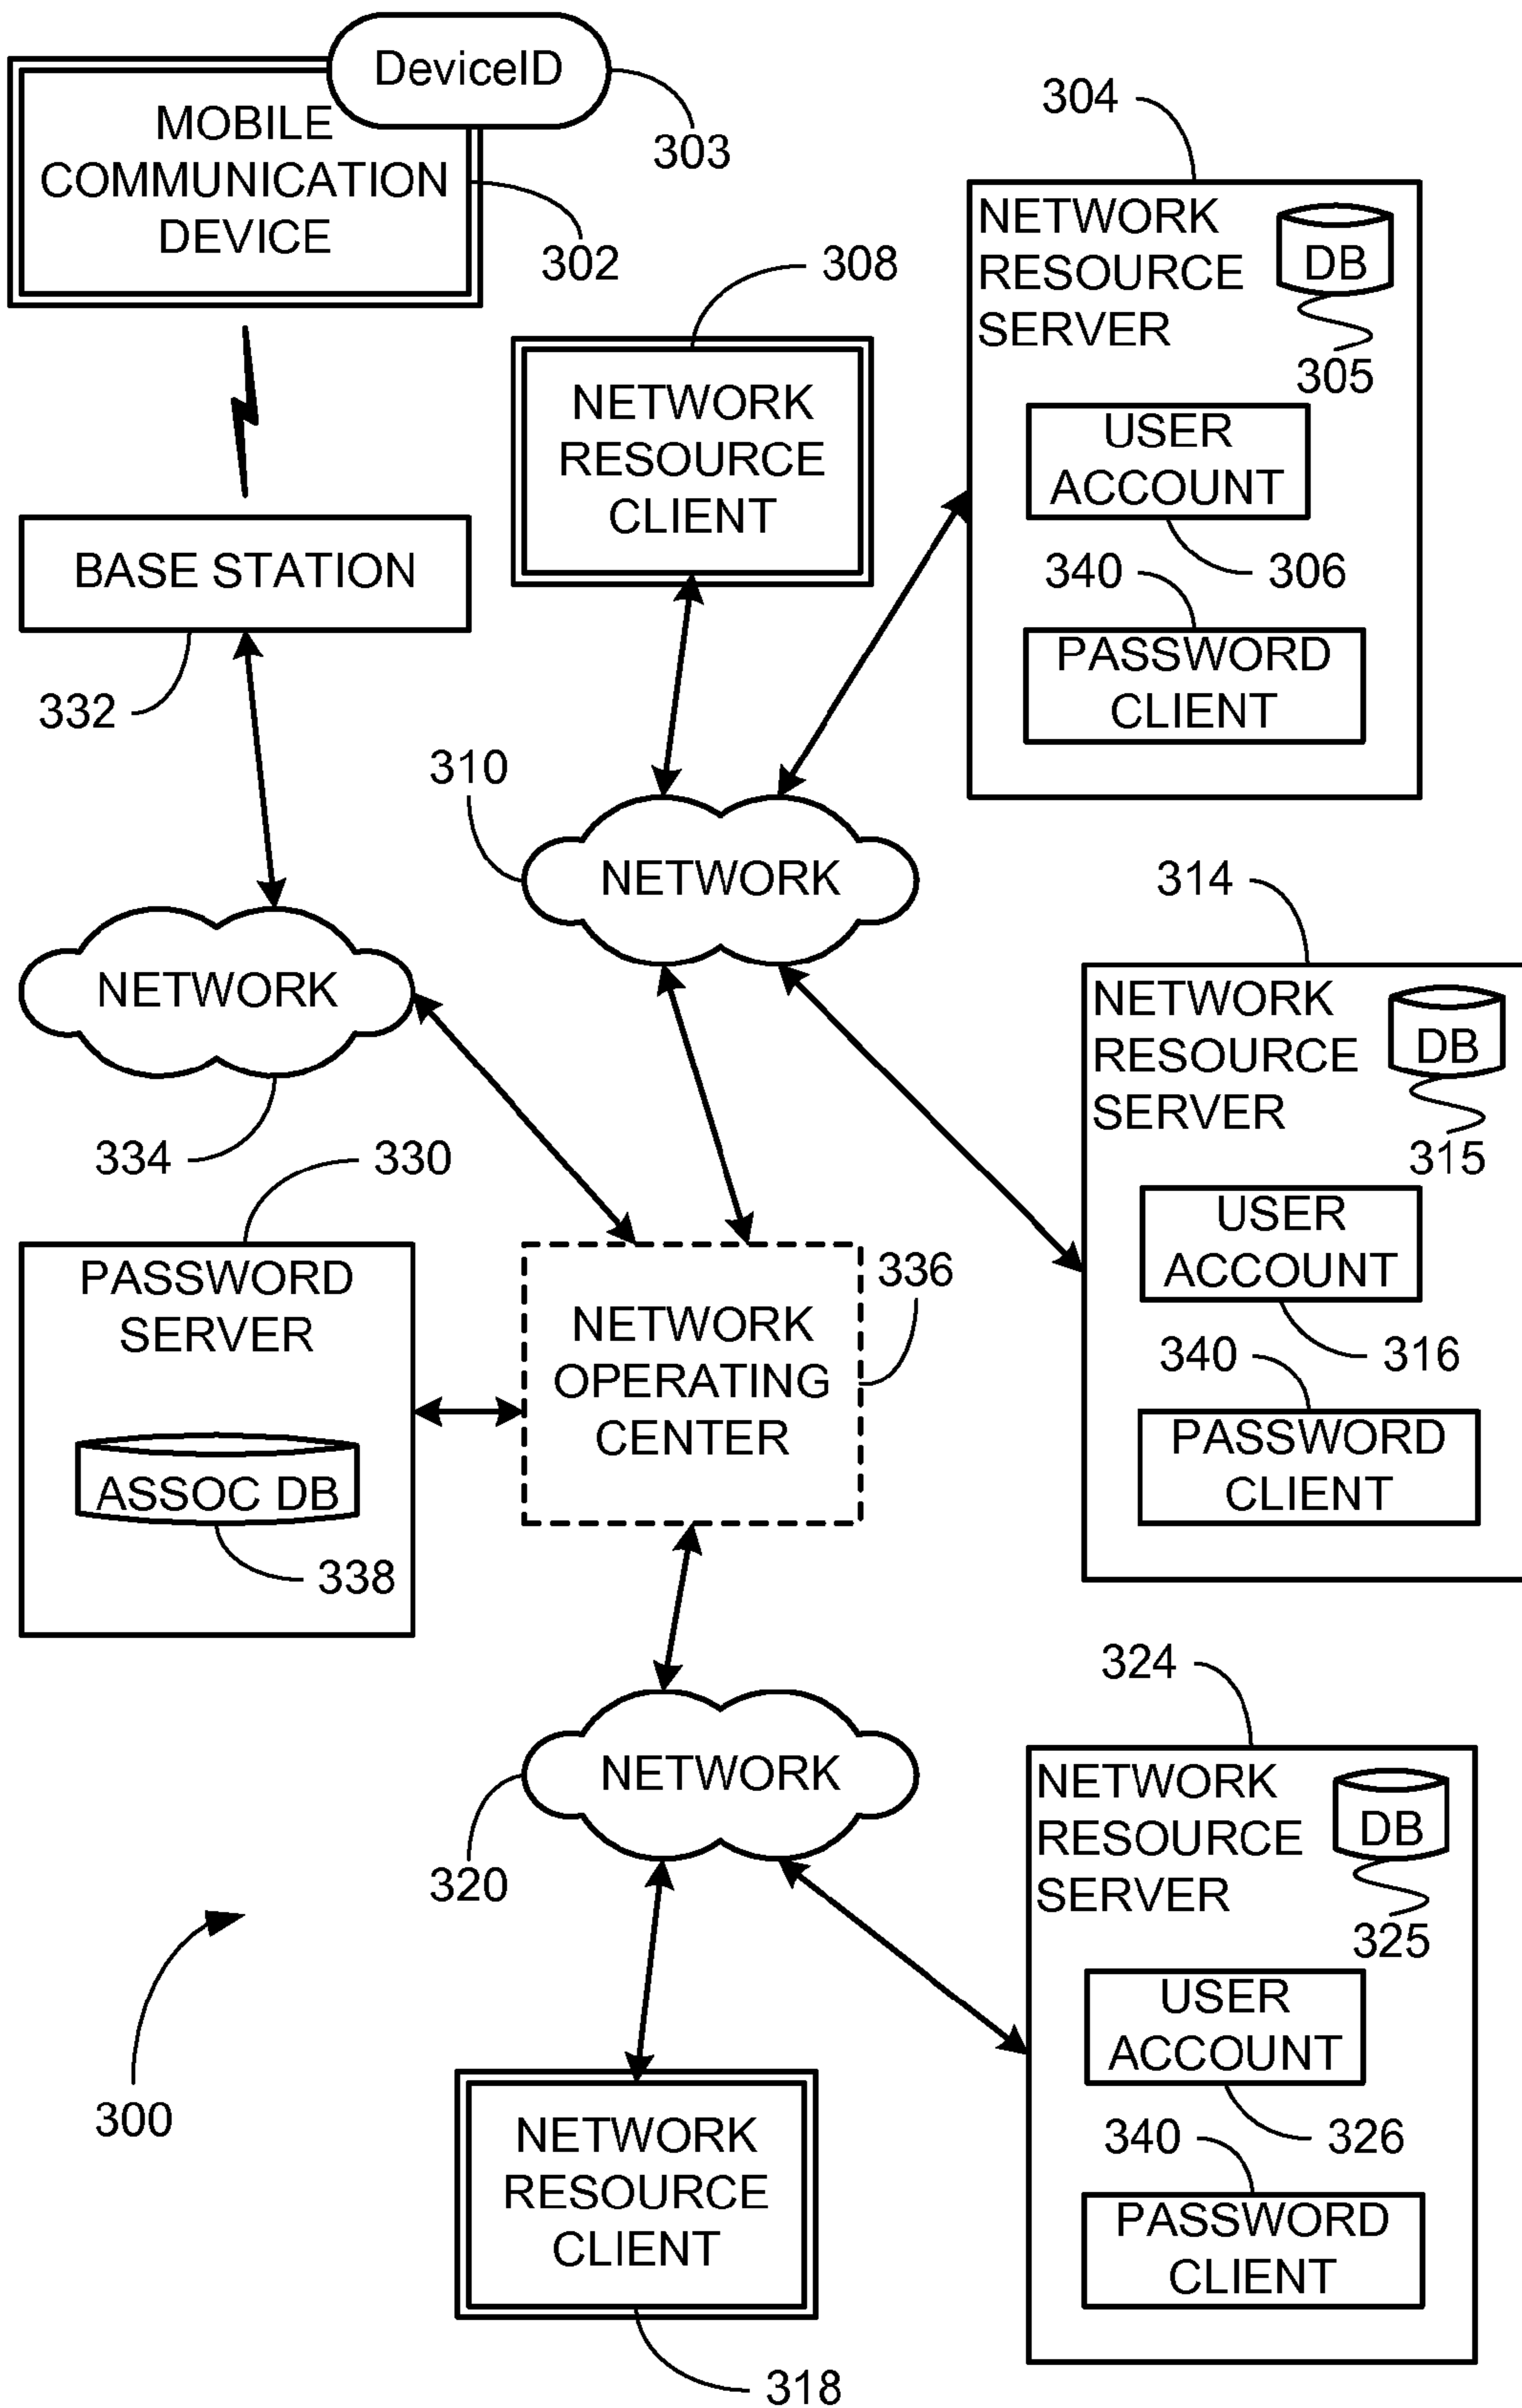 DeviceID
303
MOBILE
COMMUNICATION
DEVICE
302
304
NETWORK
RESOURCE
SERVER
DB
305
USER
ACCOUNT
306
340
PASSWORD
CLIENT
308
NETWORK
RESOURCE
CLIENT
BASE STATION
332
310
NETWORK
NETWORK
334
314
NETWORK
RESOURCE
SERVER
DB
315
USER
ACCOUNT
316
340
PASSWORD
CLIENT
330
PASSWORD
SERVER
ASSOC DB
338
336
NETWORK
OPERATING
CENTER
NETWORK
320
324
NETWORK
RESOURCE
SERVER
DB
325
USER
ACCOUNT
326
340
PASSWORD
CLIENT
300
NETWORK
RESOURCE
CLIENT
318